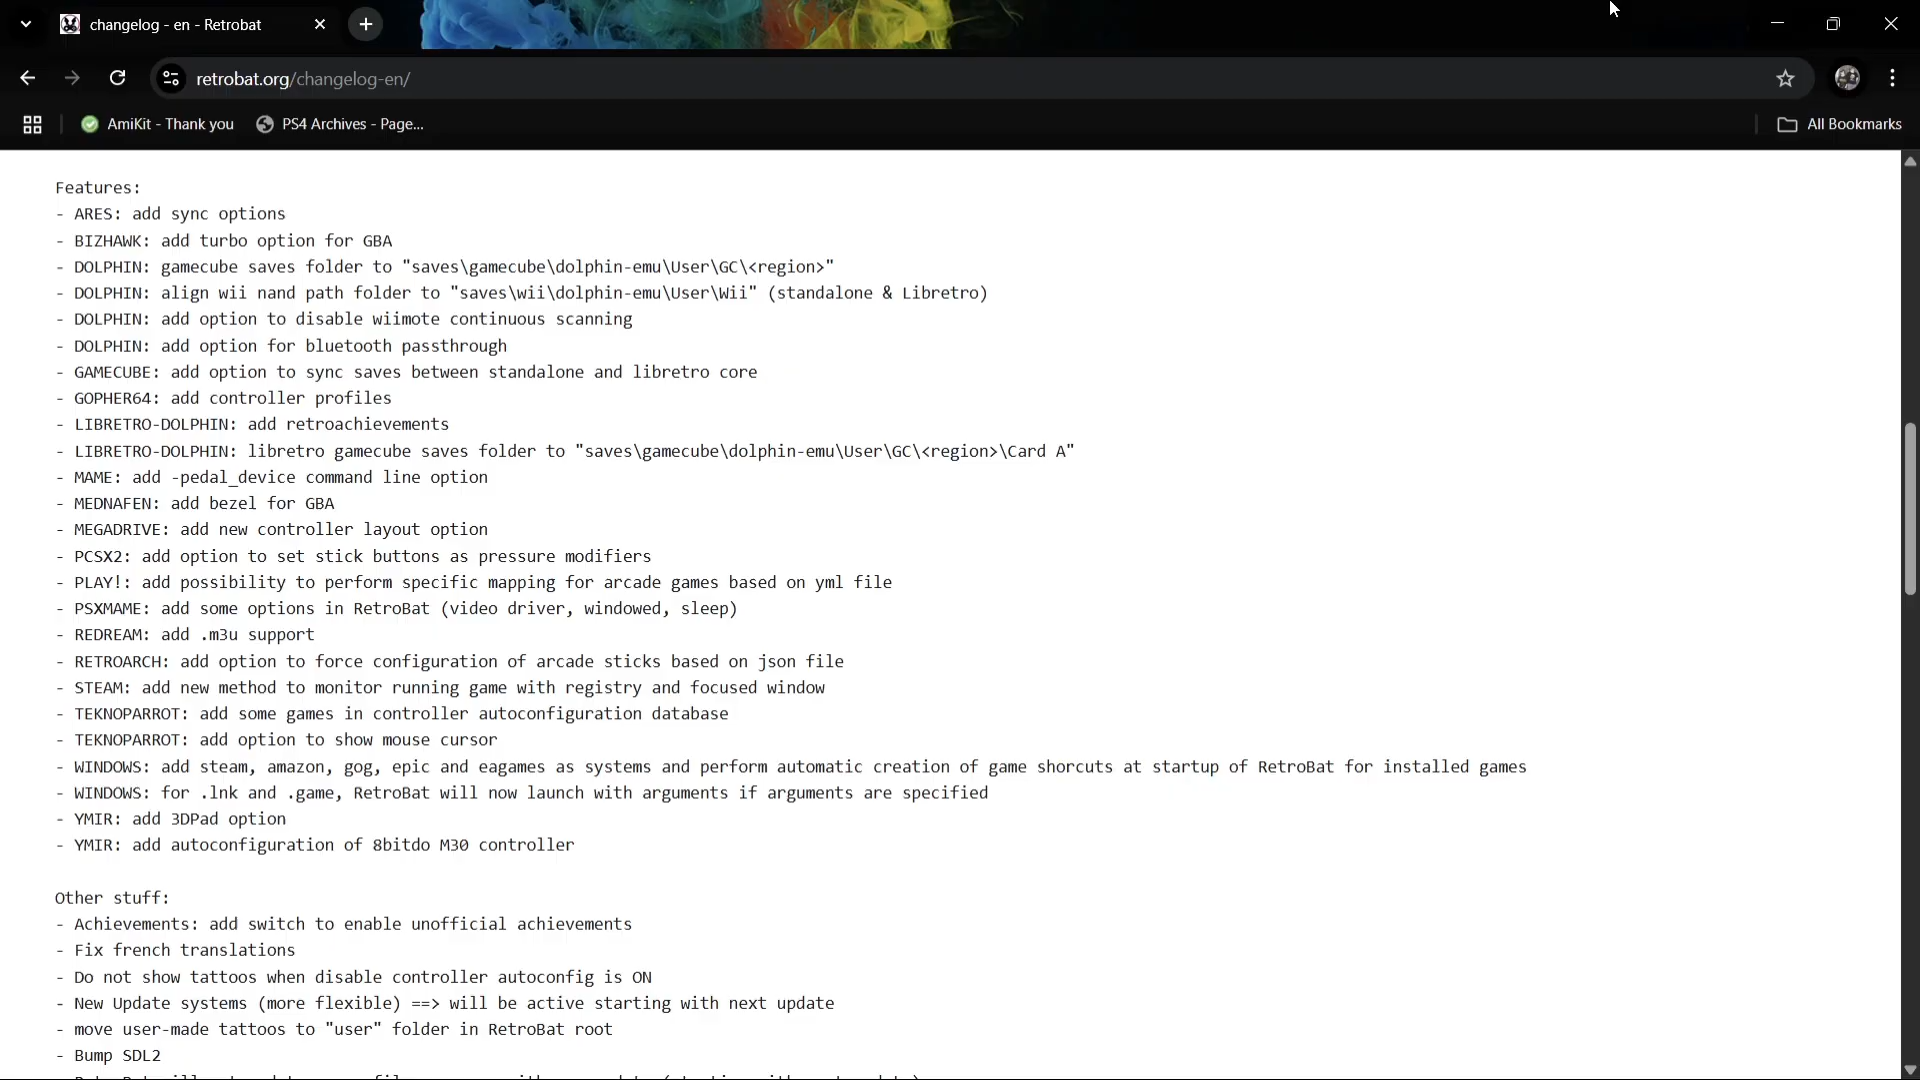 changelog - en - Retrobat
retrobat.org/changelog-en/
AmiKit - Thank you
PS4 Archives - Page...
All Bookmarks
Features:
- ARES: add sync options
- BIZHAWK: add turbo option for GBA
- DOLPHIN: gamecube saves folder to "saves\gamecube\dolphin-emu\User\GC\<region>"
- DOLPHIN: align wii nand path folder to "saves\wii\dolphin-emu\User\Wii" (standalone & Libretro)
- DOLPHIN: add option to disable wiimote continuous scanning
- DOLPHIN: add option for bluetooth passthrough
- GAMECUBE: add option to sync saves between standalone and libretro core
- GOPHER64: add controller profiles
- LIBRETRO-DOLPHIN: add retroachievements
- LIBRETRO-DOLPHIN: libretro gamecube saves folder to "saves\gamecube\dolphin-emu\User\GC\<region>\Card A"
- MAME: add -pedal_device command line option
- MEDNAFEN: add bezel for GBA
- MEGADRIVE: add new controller layout option
- PCSX2: add option to set stick buttons as pressure modifiers
- PLAY!: add possibility to perform specific mapping for arcade games based on yml file
- PSXMAME: add some options in RetroBat (video driver, windowed, sleep)
- REDREAM: add .m3u support
- RETROARCH: add option to force configuration of arcade sticks based on json file
- STEAM: add new method to monitor running game with registry and focused window
- TEKNOPARROT: add some games in controller autoconfiguration database
- TEKNOPARROT: add option to show mouse cursor
- WINDOWS: add steam, amazon, gog, epic and eagames as systems and perform automatic creation of game shorcuts at startup of RetroBat for installed games
- WINDOWS: for .lnk and .game, RetroBat will now launch with arguments if arguments are specified
- YMIR: add 3DPad option
- YMIR: add autoconfiguration of 8bitdo M30 controller
Other stuff:
- Achievements: add switch to enable unofficial achievements
- Fix french translations
- Do not show tattoos when disable controller autoconfig is ON
- New Update systems (more flexible) ==> will be active starting with next update
- move user-made tattoos to "user" folder in RetroBat root
- Bump SDL2